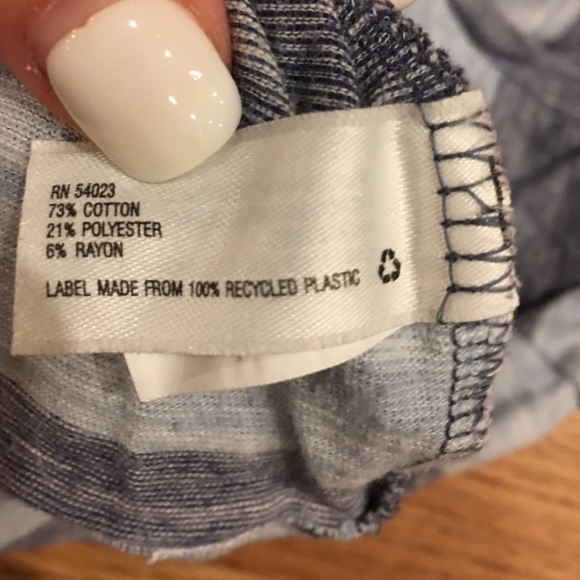 RN 54023
73% COTTON
21% POLYESTER
6% RAYON
LABEL MADE FROM 100% RECYCLED PLASTIC